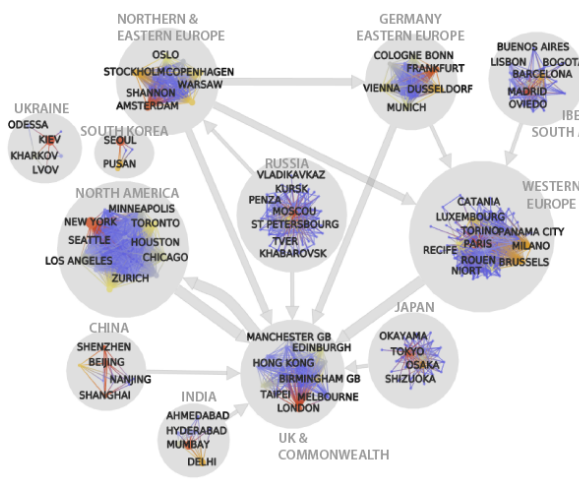 NORTHERN &
EASTERN EUROPE
OSLO
STOCKHOLM
COPENHAGEN
WARSAW
SHANNON
AMSTERDAM
GERMANY
EASTERN EUROPE
COLOGNE BONN
FRANKFURT
VIENNA
DUSSELDORF
MUNICH
BUENOS AIRES
LISBON
BOGOTA
BARCELONA
MADRID
OVIEDO
IBE
SOUTH A
UKRAINE
ODESSA
KIEV
KHARKOV
LVOV
SOUTH KOREA
SEOUL
PUSAN
RUSSIA
VLADIKAVKAZ
KURSK
PENZA
MOSCOU
ST PETERSBOURG
TVER
KHABAROVSK
WESTERN
EUROPE
CATANIA
LUXEMBOURG
TORINO
PANAMA CITY
PARIS
MILANO
REGIFE
ROUEN
BRUSSELS
NIORT
NORTH AMERICA
MINNEAPOLIS
NEW YORK
TORONTO
SEATTLE
HOUSTON
LOS ANGELES
CHICAGO
ZURICH
CHINA
SHENZHEN
BEIJING
NANJING
SHANGHAI
MANCHESTER GB
EDINBURGH
HONG KONG
BIRMINGHAM GB
TAIPEI
MELBOURNE
LONDON
UK &
COMMONWEALTH
JAPAN
OKAYAMA
TOKYO
OSAKA
SHIZUOKA
INDIA
AHMEDABAD
HYDERABAD
MUMBAY
DELHI